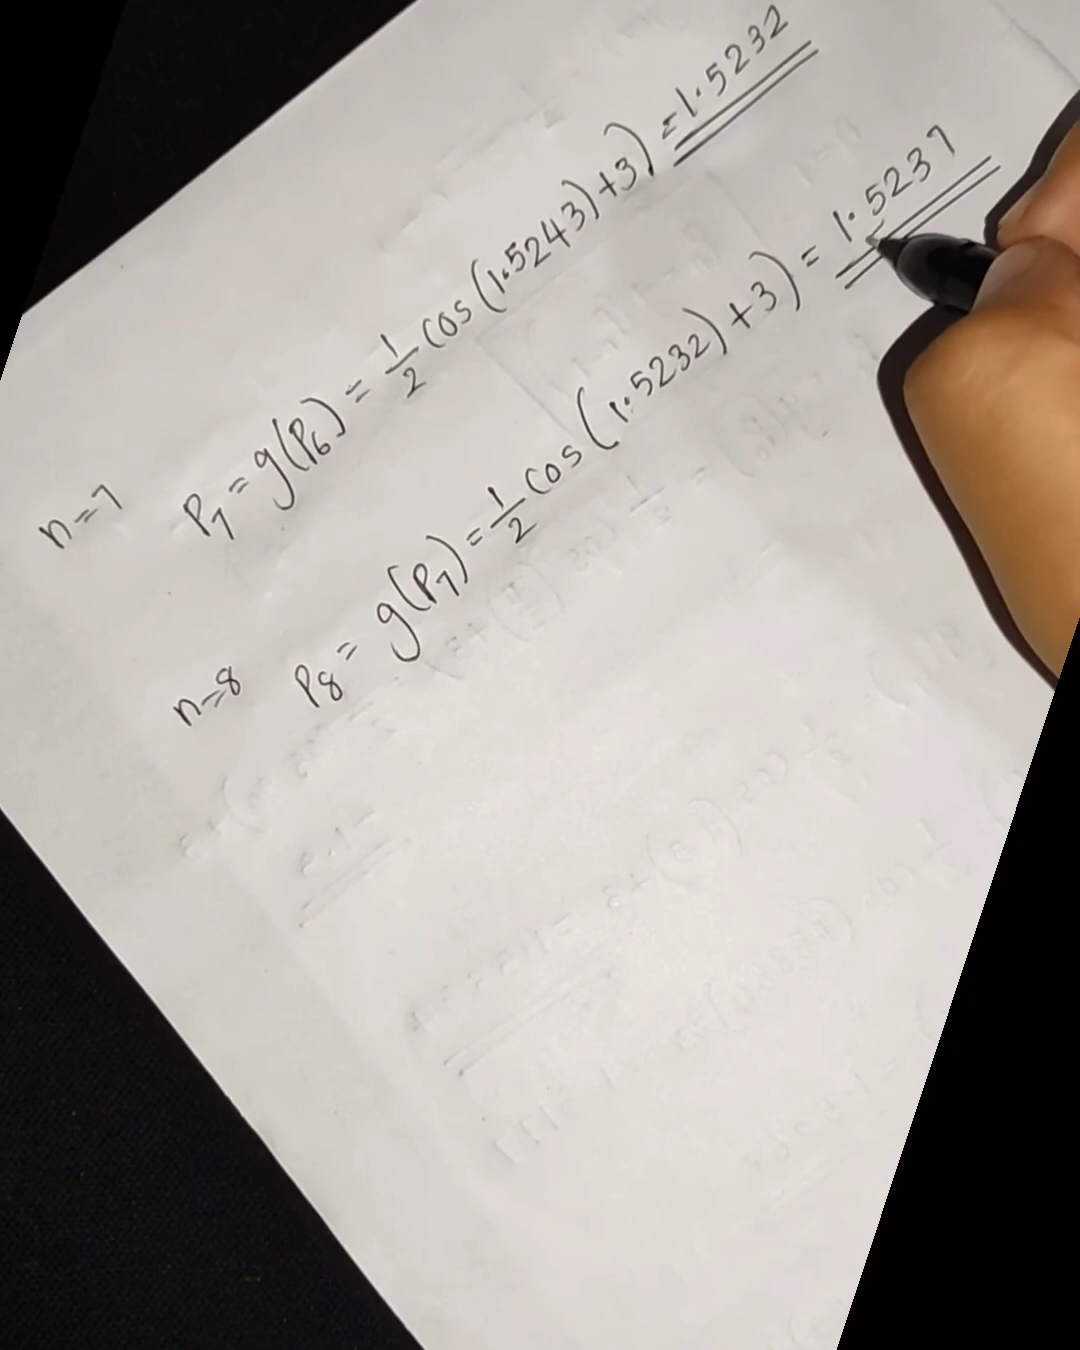 n=7 P7 = g(P6) = 1/2 cos(1.5243)+3) = 1.5232
n=8 P8 = g(P7) = 1/2 cos(1.5232)+3) = 1.5237